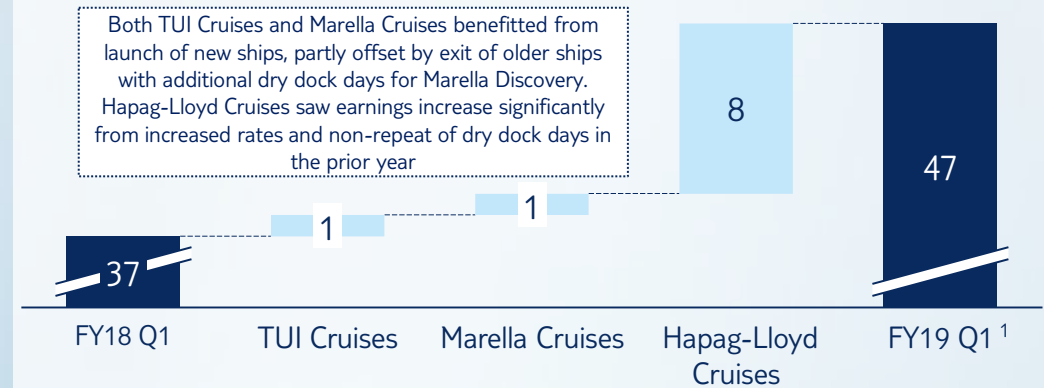 Both TUI Cruises and Marella Cruises benefitted from
launch of new ships, partly offset by exit of older ships
with additional dry dock days for Marella Discovery.
Hapag-Lloyd Cruises saw earnings increase significantly
from increased rates and non-repeat of dry dock days in
the prior year
37
1
1
8
47
FY18 Q1
TUI Cruises
Marella Cruises
Hapag-Lloyd
Cruises
FY19 Q1 1